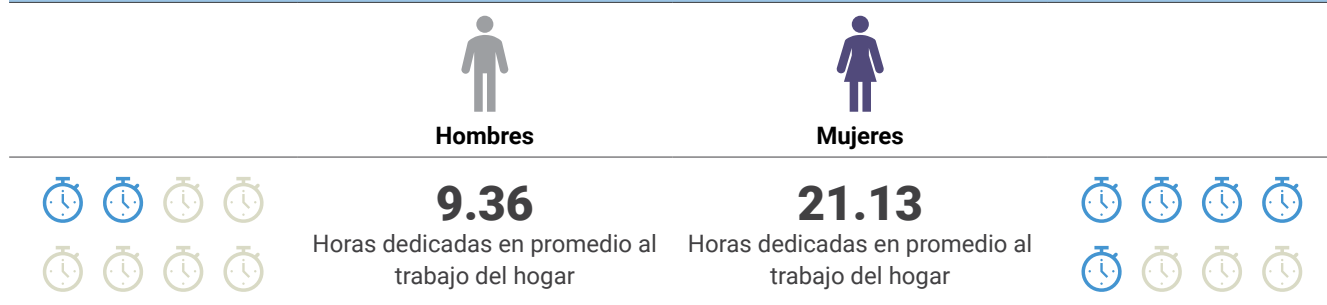 Hombres
Mujeres
9.36
Horas dedicadas en promedio al
trabajo del hogar
21.13
Horas dedicadas en promedio al
trabajo del hogar